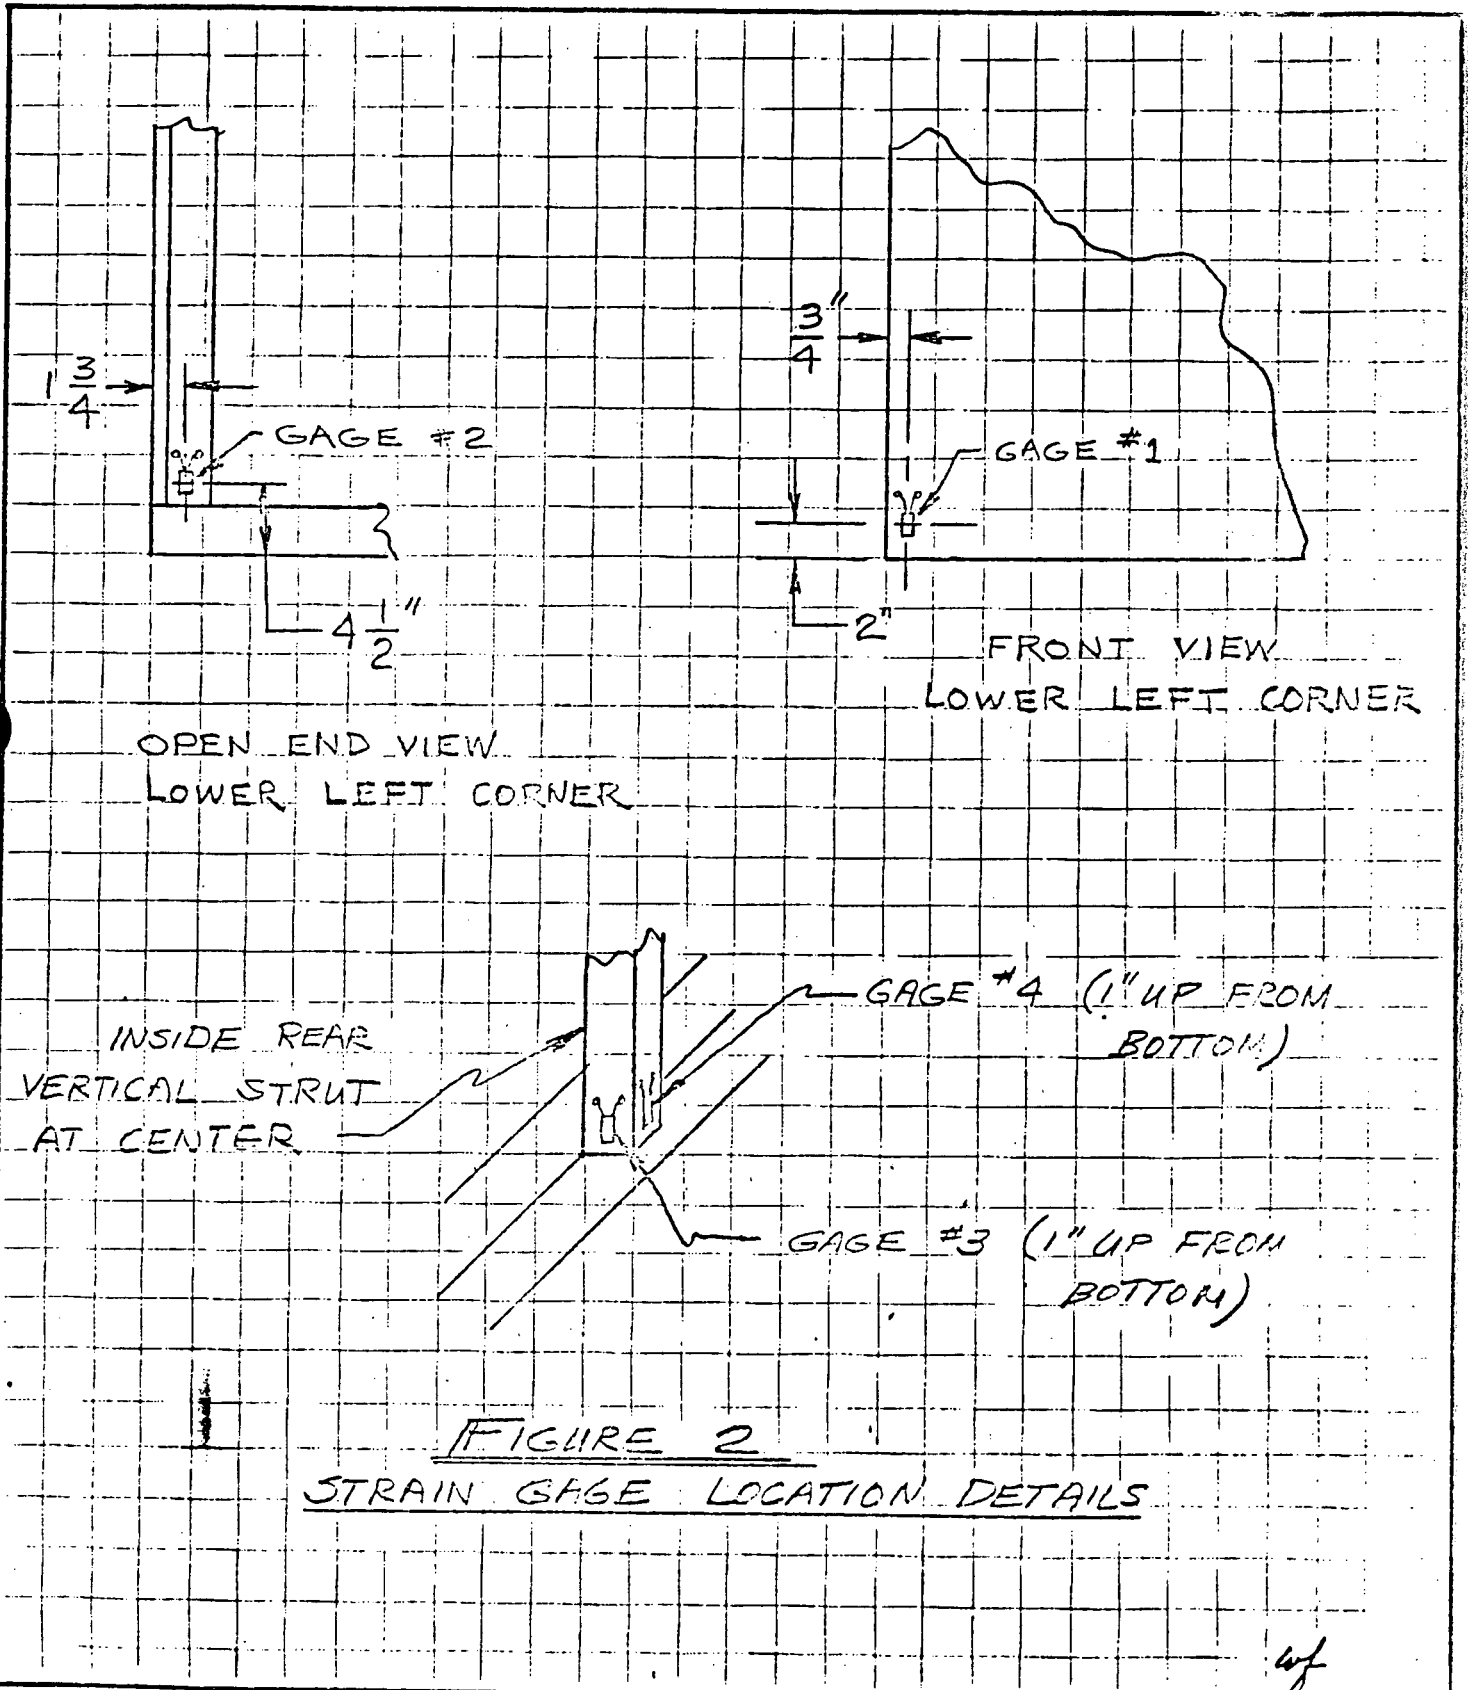 1 3/4
GAGE #2
4 1/2"
OPEN END VIEW
LOWER LEFT CORNER
3/4"
GAGE #1
2"
FRONT VIEW
LOWER LEFT CORNER
INSIDE REAR
VERTICAL STRUT
AT CENTER
GAGE #4 (1" UP FROM
BOTTOM)
GAGE #3 (1" UP FROM
BOTTOM)
FIGURE 2
STRAIN GAGE LOCATION DETAILS